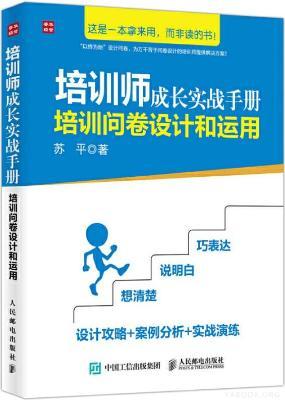 这是一本拿来用，而非读的书！
培训师成长实战手册
培训问卷设计和运用
苏 平◎著
巧表达
说明白
想清楚
设计攻略+案例分析+实战演练
中国工信出版集团
人民邮电出版社
培训师成长实战手册
培训问卷设计和运用
人民邮电出版社
YABOOK.ORG